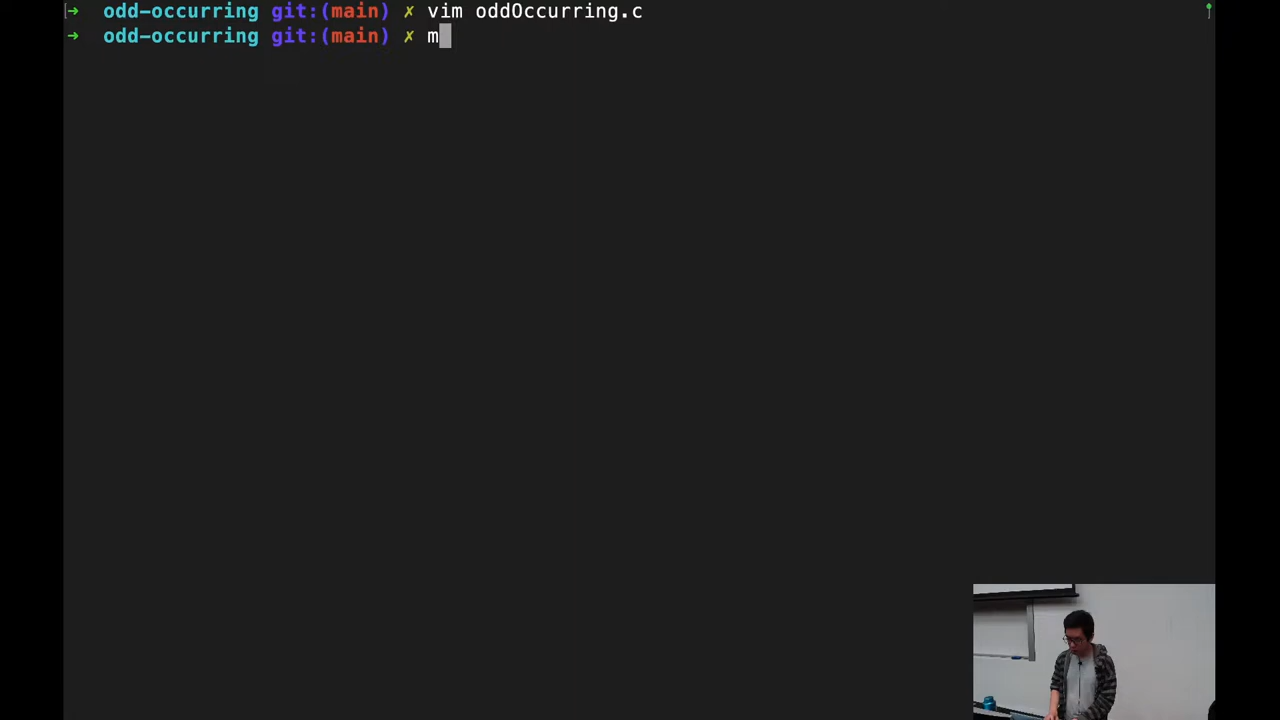 ➜ odd-occurring git:(main) ✗ vim oddOccurring.c
➜ odd-occurring git:(main) ✗ m